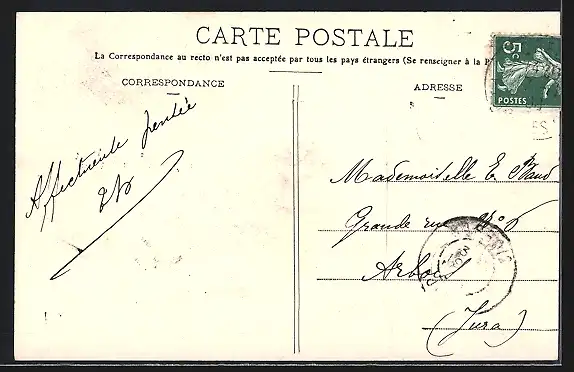 CARTE POSTALE
La Correspondance au recto n'est pas acceptée par tous les pays étrangers (Se renseigner à la P
CORRESPONDANCE
ADRESSE
5c
POSTES
Affectueuse pensée
Mademoiselle E.
Grande rue N°
Arbois
(Jura)